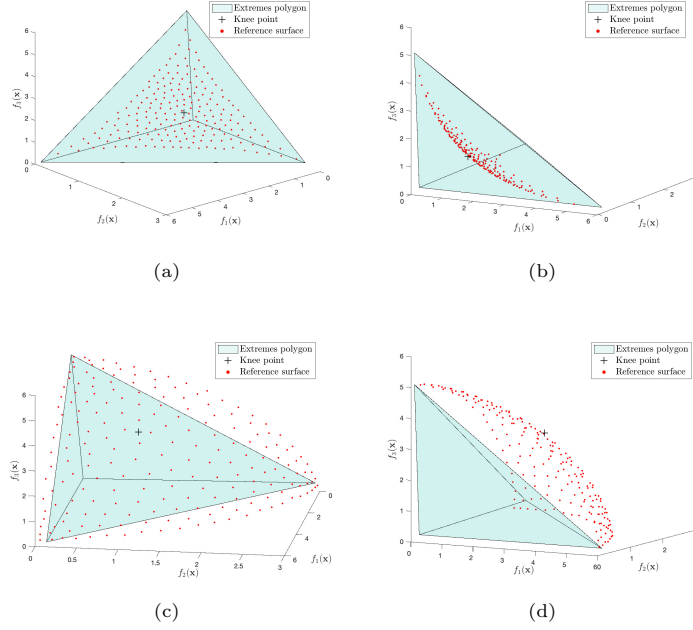 Extremes polygon
Knee point
Reference surface
6
5
4
3
2
1
0
f₃(x)
0
1
2
3
f₂(x)
6
5
4
3
2
1
0
f₁(x)
(a)
Extremes polygon
Knee point
Reference surface
6
5
4
3
2
1
0
f₃(x)
1
2
3
4
5
6
f₁(x)
0
1
2
f₂(x)
(b)
Extremes polygon
Knee point
Reference surface
6
5
4
3
2
1
0
f₃(x)
0
0.5
1
1.5
2
2.5
3
f₂(x)
0
2
4
6
f₁(x)
(c)
Extremes polygon
Knee point
Reference surface
6
5
4
3
2
1
0
f₃(x)
1
2
3
4
5
60
f₁(x)
1
2
f₂(x)
(d)